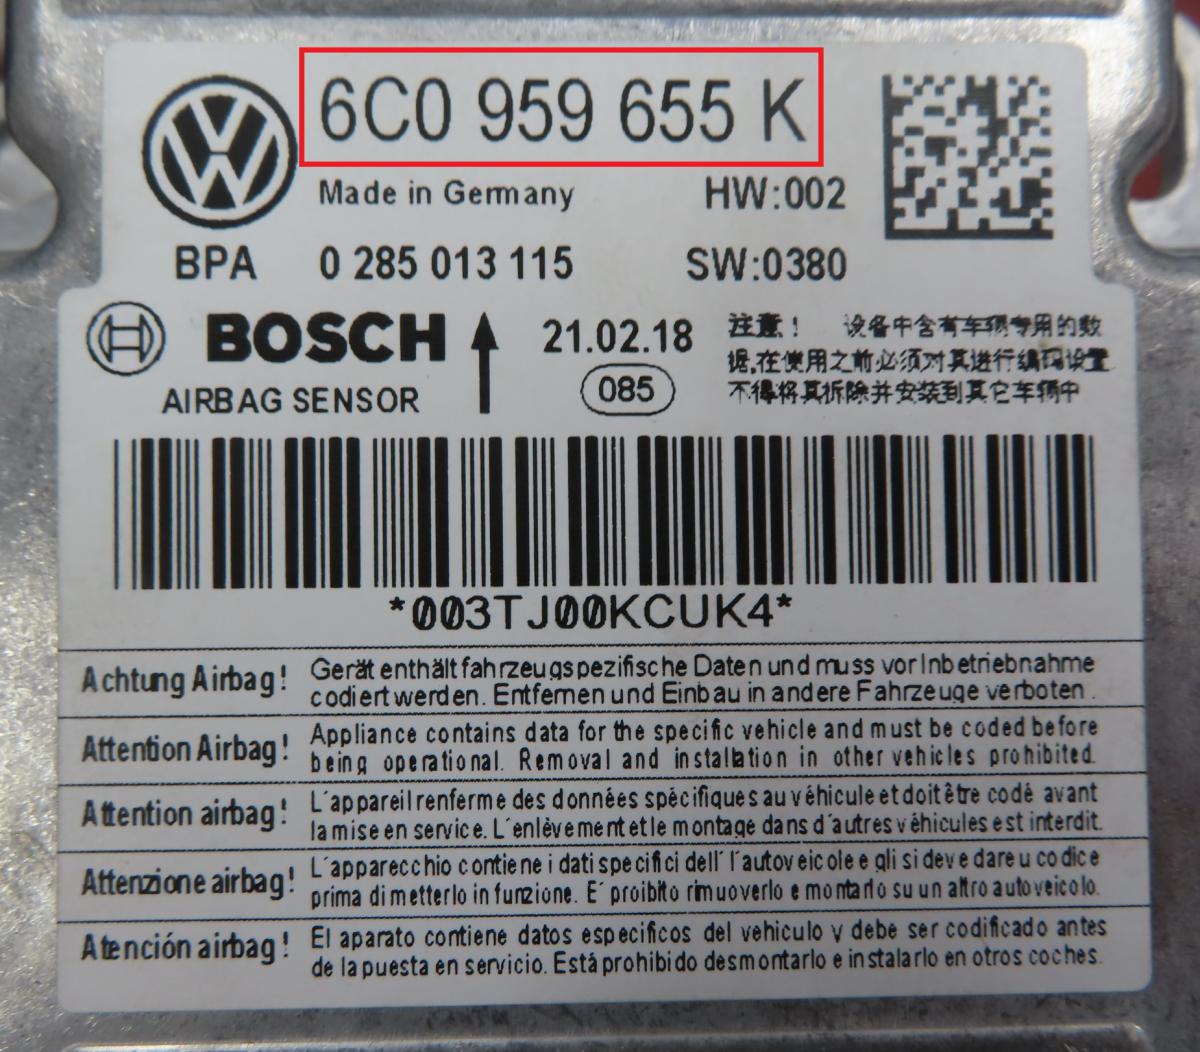 6C0 959 655 K
Made in Germany HW:002
BPA 0 285 013 115 SW:0380
BOSCH 21.02.18
AIRBAG SENSOR 085
注意！ 设备中含有车辆专用的数
据,在使用之前必须对其进行编码设置
不得将其拆除并安装到其它车辆中
*003TJ00KCUK4*
Achtung Airbag! Gerät enthält fahrzeugspezifische Daten und muss vor Inbetriebnahme
codiert werden. Entfernen und Einbau in andere Fahrzeuge verboten.
Attention Airbag! Appliance contains data for the specific vehicle and must be coded before
being operational. Removal and installation in other vehicles prohibited.
Attention airbag! L'appareil renferme des données spécifiques au véhicule et doit être codé avant
la mise en service. L'enlèvement et le montage dans d'autres véhicules est interdit.
Attenzione airbag! L'apparecchio contiene i dati specifici dell' l'autoveicolo e gli si deve dare u codice
prima di metterlo in funzione. E' proibito rimuoverlo e montarlo su un altro autoveicolo.
Atención airbag! El aparato contiene datos especificos del vehiculo y debe ser codificado antes
de la puesta en servicio. Está prohibido desmontarlo e instalarlo en otros coches.